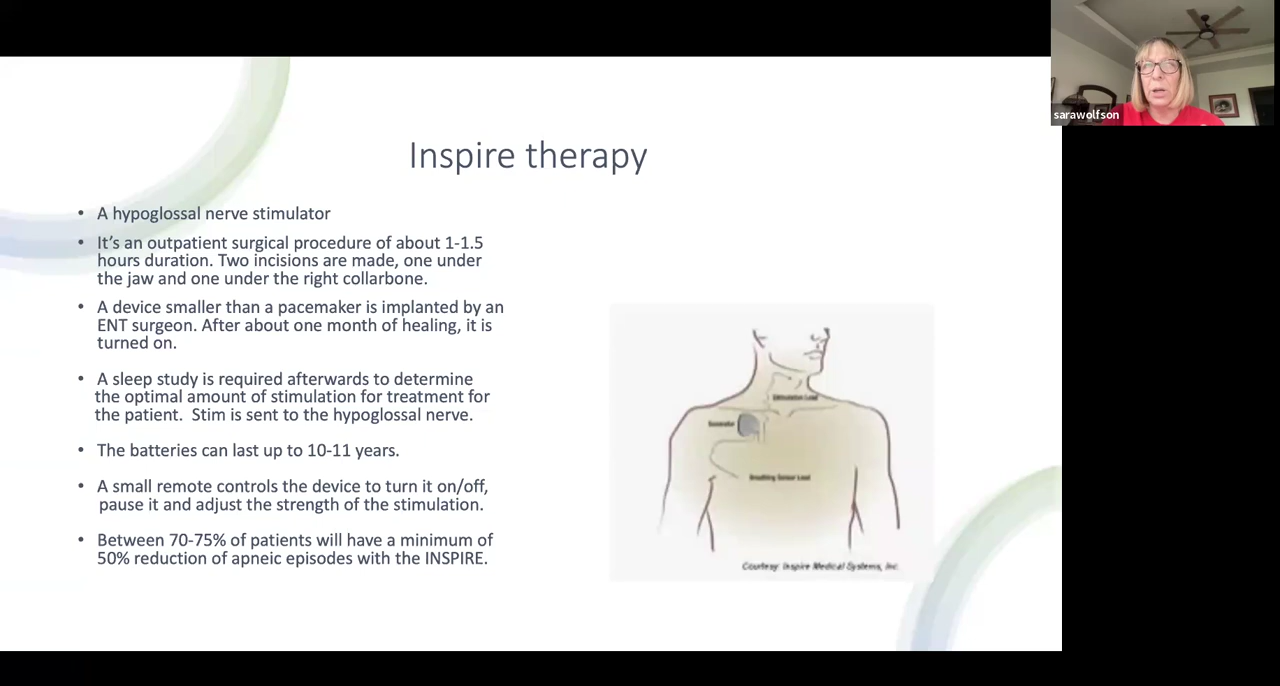 sarawolfson
Inspire therapy
• A hypoglossal nerve stimulator
• It’s an outpatient surgical procedure of about 1-1.5
hours duration. Two incisions are made, one under
the jaw and one under the right collarbone.
• A device smaller than a pacemaker is implanted by an
ENT surgeon. After about one month of healing, it is
turned on.
• A sleep study is required afterwards to determine
the optimal amount of stimulation for treatment for
the patient.  Stim is sent to the hypoglossal nerve.
• The batteries can last up to 10-11 years.
• A small remote controls the device to turn it on/off,
pause it and adjust the strength of the stimulation.
• Between 70-75% of patients will have a minimum of
50% reduction of apneic episodes with the INSPIRE.
Stimulation Lead
Generator
Breathing Sensor Lead
Courtesy: Inspire Medical Systems, Inc.